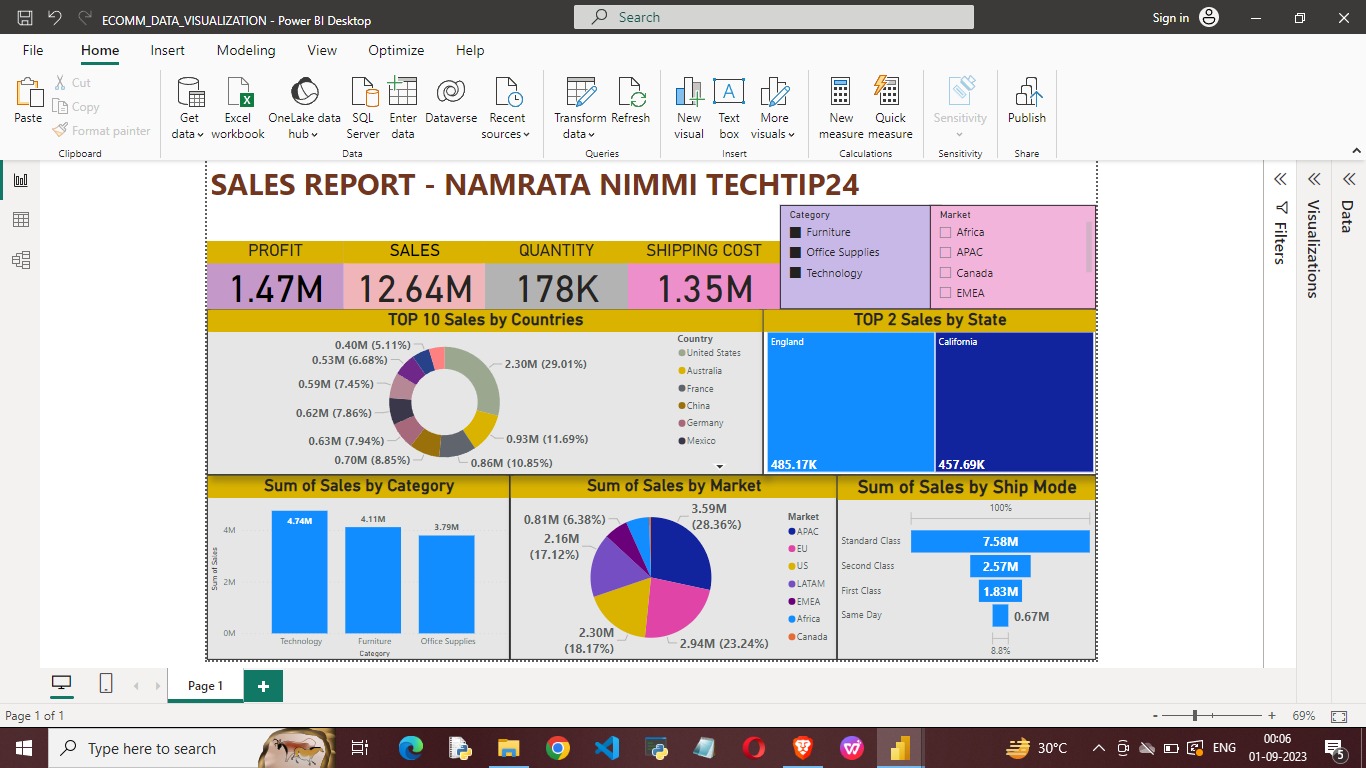 ECOMM_DATA_VISUALIZATION - Power BI Desktop
Search
Sign in
File Home Insert Modeling View Optimize Help
Paste
Cut
Copy
Format painter
Clipboard
Get data
Excel workbook
OneLake data hub
SQL Server
Enter data
Dataverse
Recent sources
Data
Transform data
Refresh
Queries
New visual
Text box
More visuals
Insert
New measure
Quick measure
Calculations
Sensitivity
Sensitivity
Publish
Share
SALES REPORT - NAMRATA NIMMI TECHTIP24
PROFIT
1.47M
SALES
12.64M
QUANTITY
178K
SHIPPING COST
1.35M
Category
Furniture
Office Supplies
Technology
Market
Africa
APAC
Canada
EMEA
Filters
Visualizations
Data
TOP 10 Sales by Countries
0.40M (5.11%)
0.53M (6.68%)
0.59M (7.45%)
0.62M (7.86%)
0.63M (7.94%)
0.70M (8.85%)
2.30M (29.01%)
0.93M (11.69%)
0.86M (10.85%)
Country
United States
Australia
France
China
Germany
Mexico
TOP 2 Sales by State
England
485.17K
California
457.69K
Sum of Sales by Category
Sum of Sales
4M
2M
0M
4.74M
4.11M
3.79M
Technology
Furniture
Office Supplies
Category
Sum of Sales by Market
0.81M (6.38%)
2.16M
(17.12%)
2.30M
(18.17%)
3.59M
(28.36%)
2.94M (23.24%)
Market
APAC
EU
US
LATAM
EMEA
Africa
Canada
Sum of Sales by Ship Mode
100%
Standard Class 7.58M
Second Class 2.57M
First Class 1.83M
Same Day 0.67M
8.8%
Page 1
Page 1 of 1
- + 69%
Type here to search
30°C
ENG
00:06
01-09-2023
5